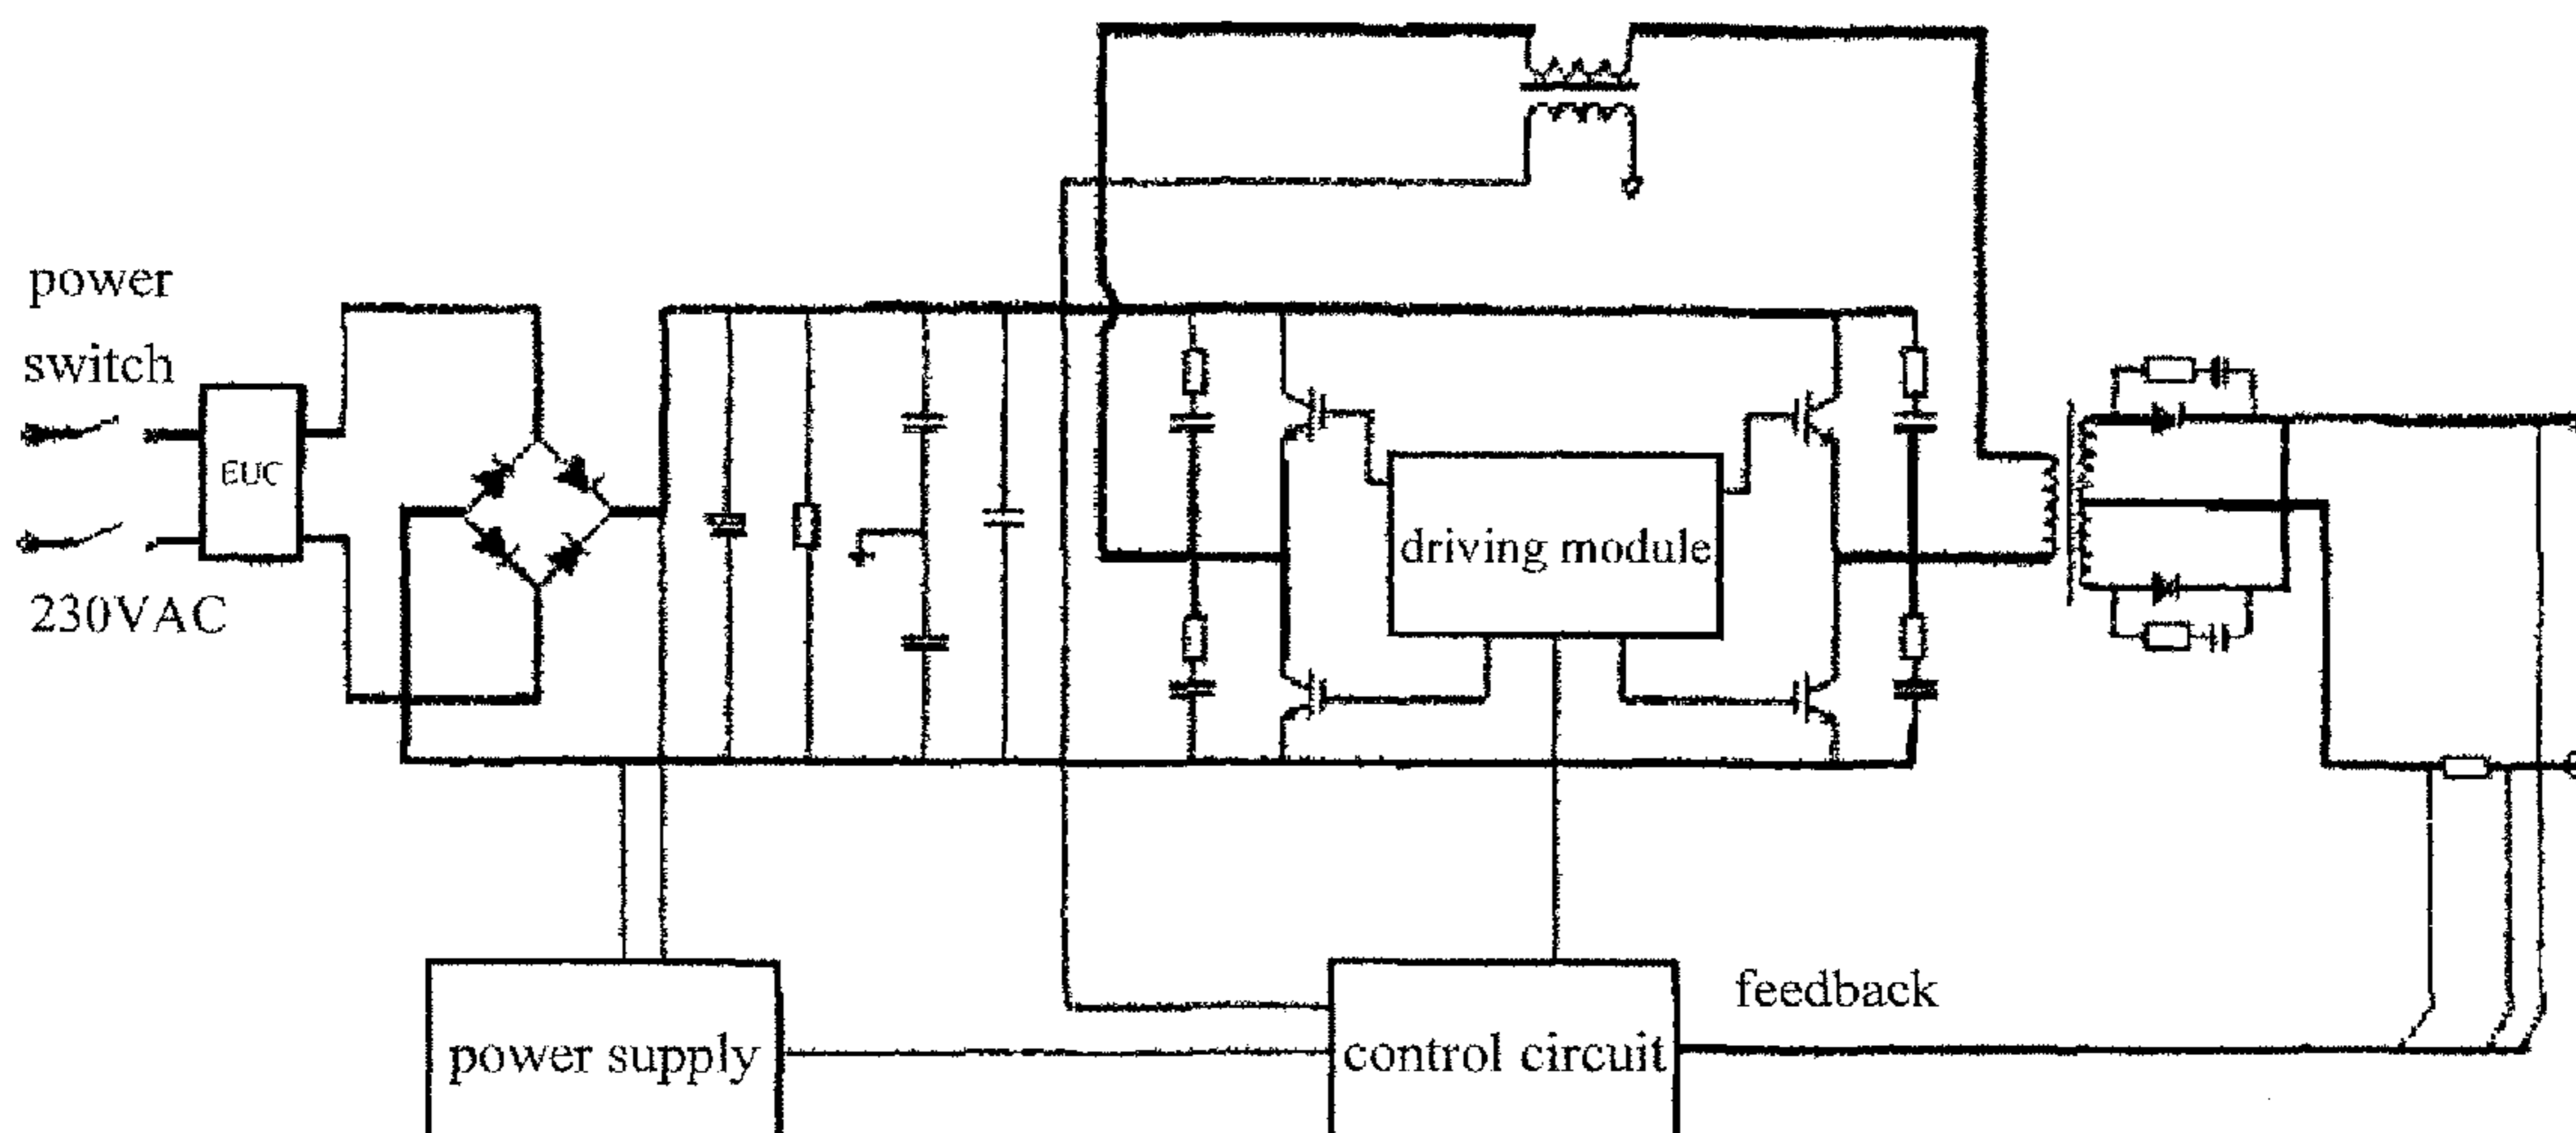 power
switch
EUC
230VAC
driving module
feedback
power supply
control circuit